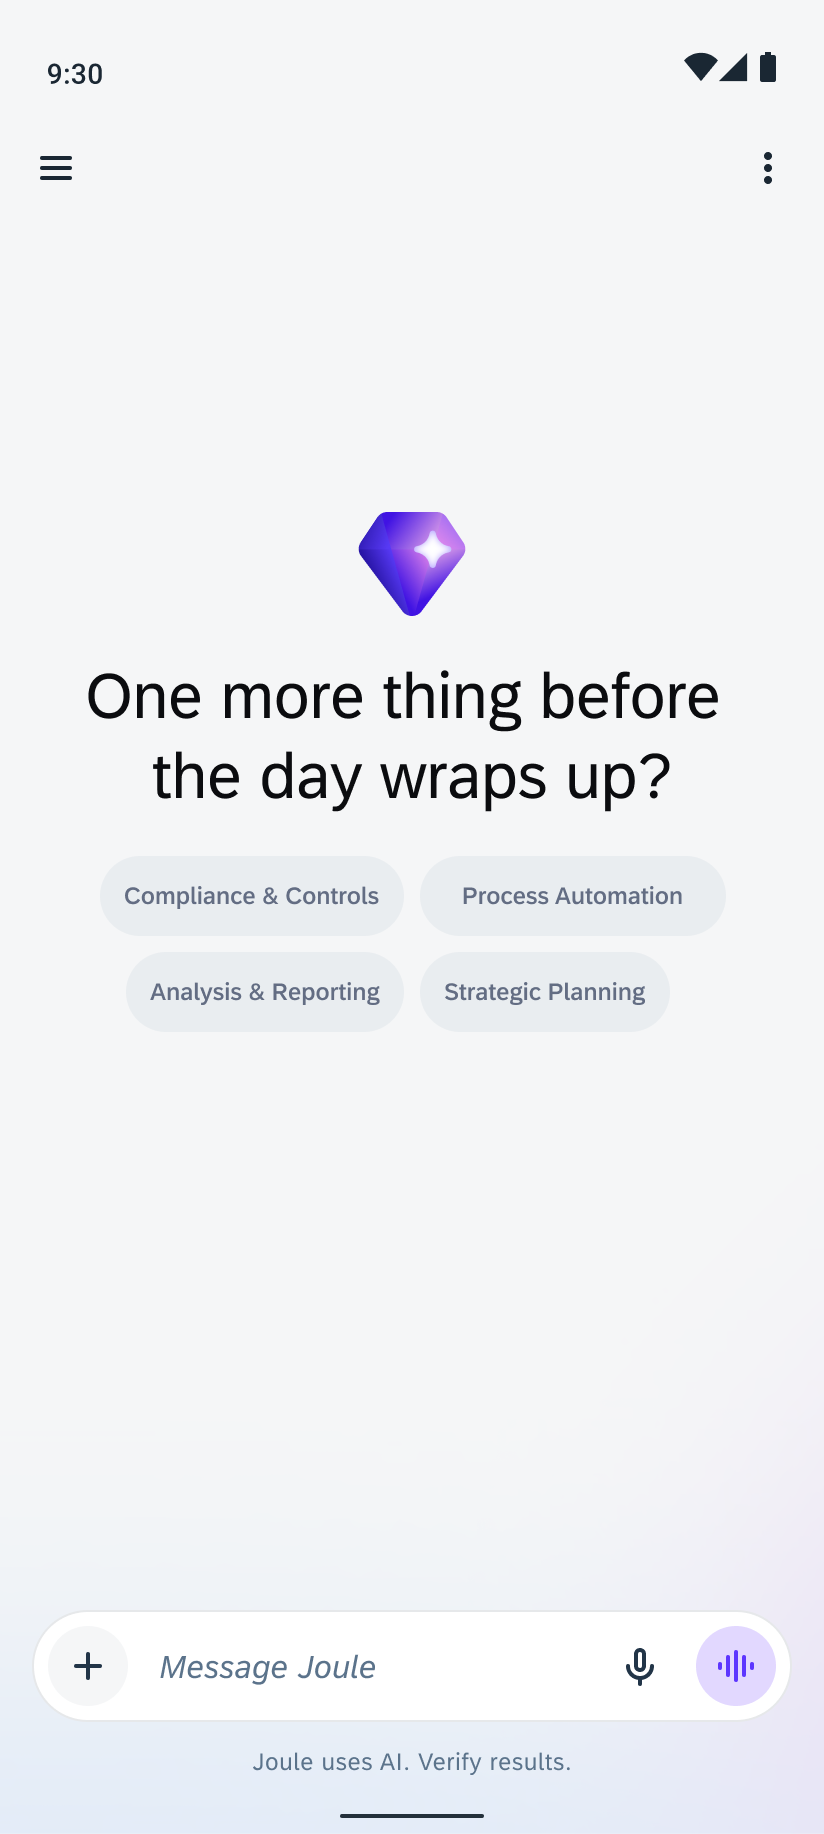 9:30
One more thing before
the day wraps up?
Compliance & Controls
Process Automation
Analysis & Reporting
Strategic Planning
Message Joule
Joule uses AI. Verify results.